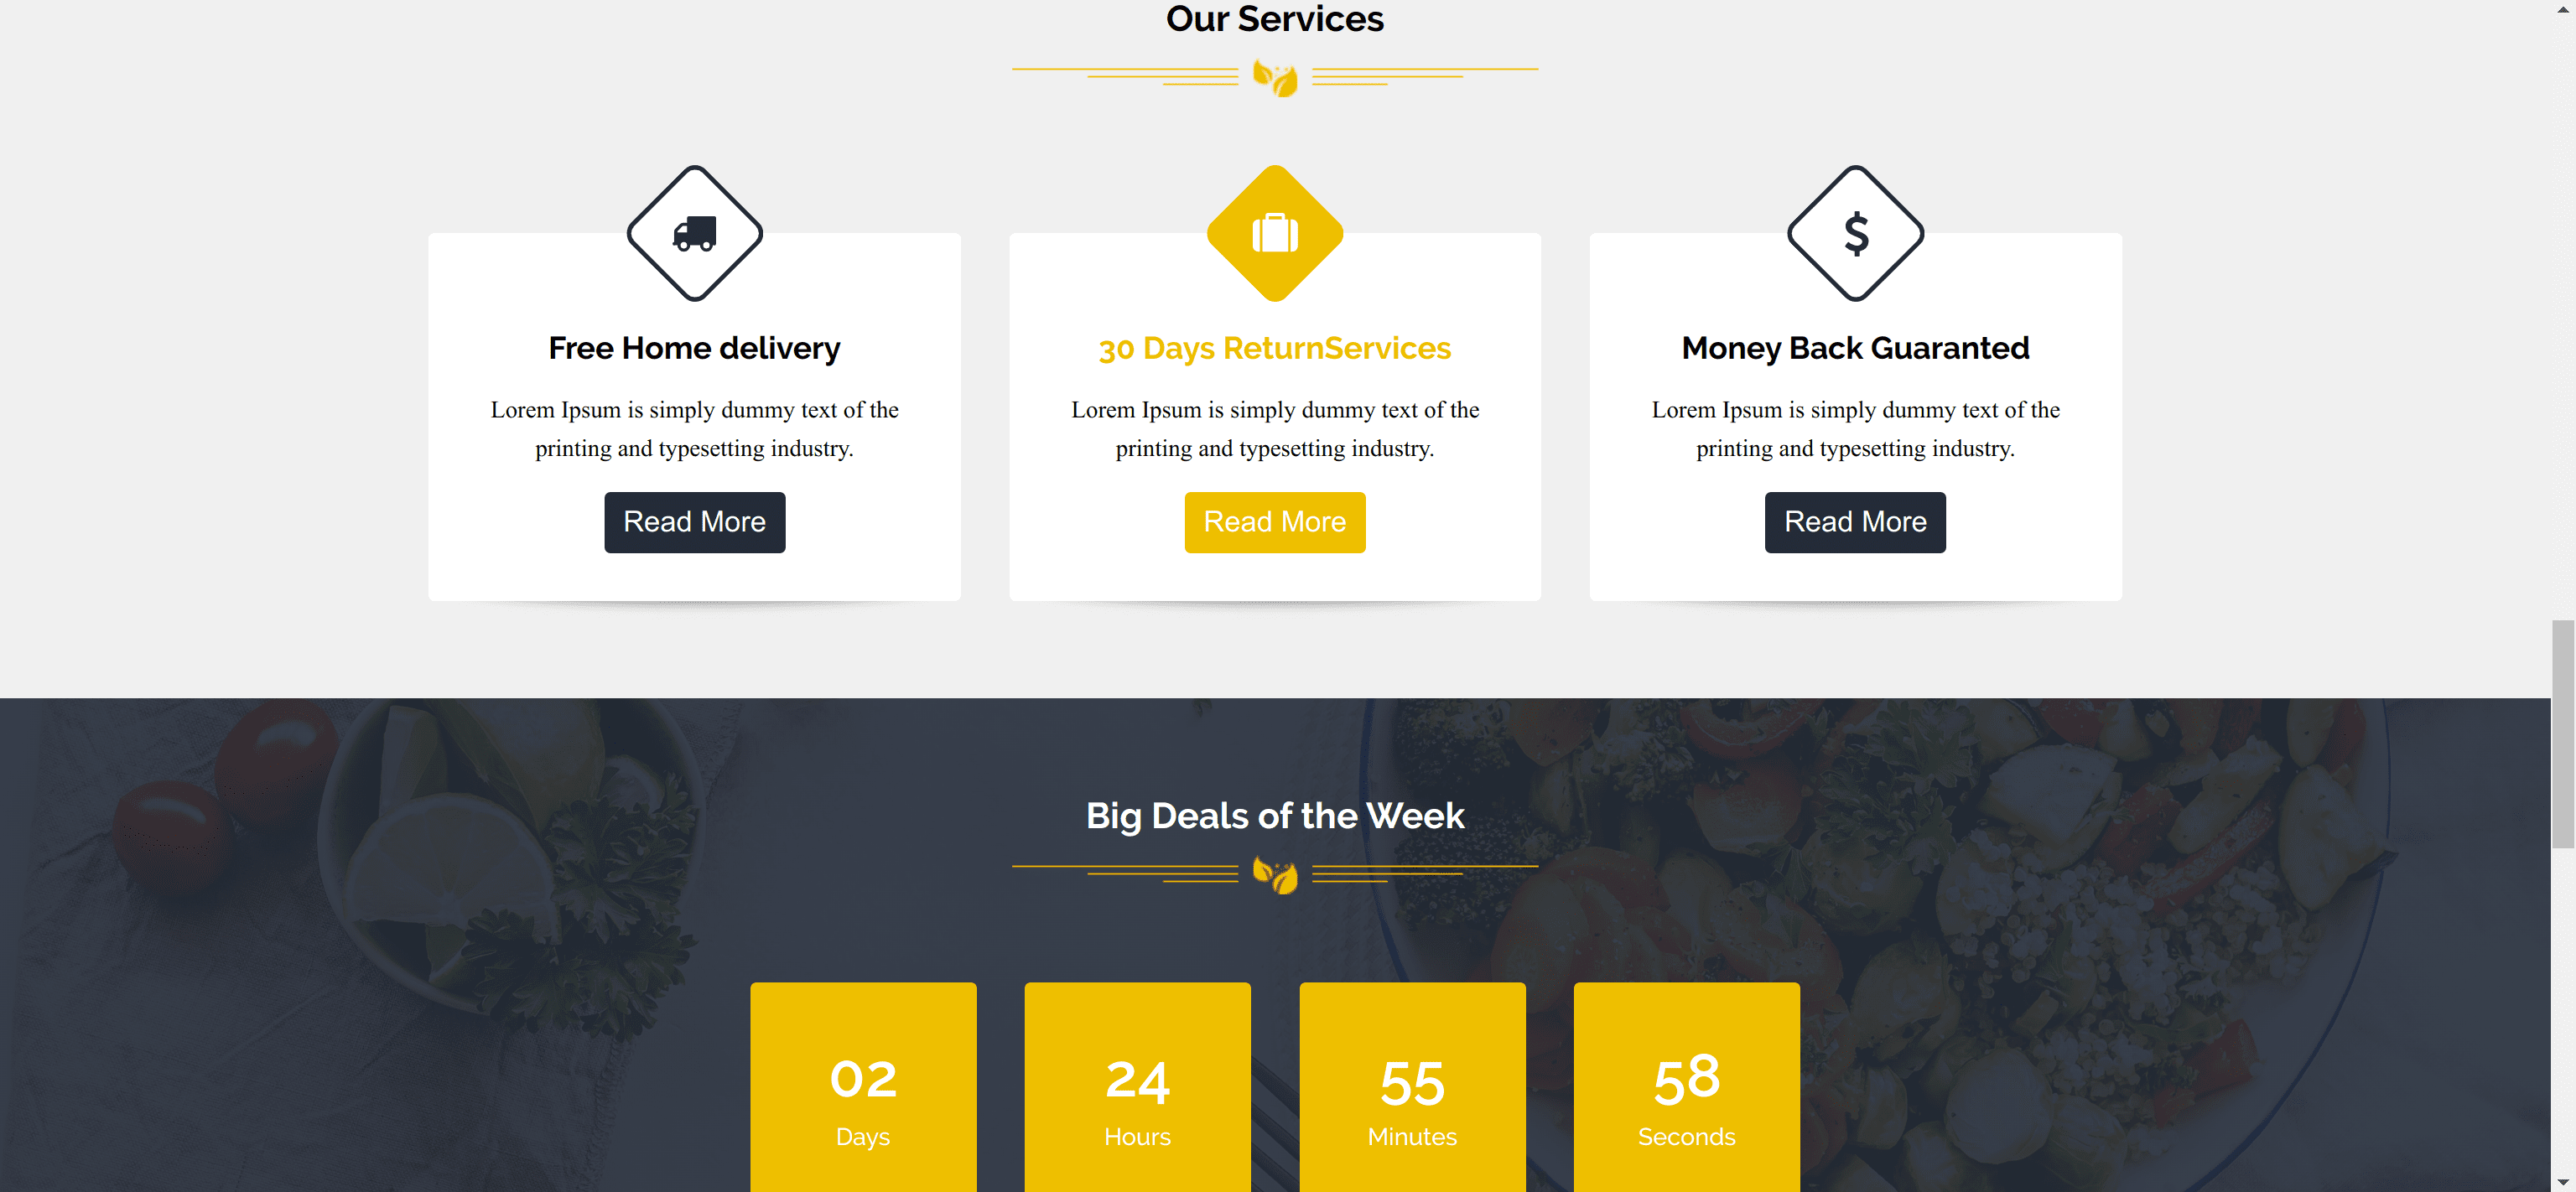 Our Services
Free Home delivery
Lorem Ipsum is simply dummy text of the
printing and typesetting industry.
Read More
30 Days ReturnServices
Lorem Ipsum is simply dummy text of the
printing and typesetting industry.
Read More
$
Money Back Guaranted
Lorem Ipsum is simply dummy text of the
printing and typesetting industry.
Read More
Big Deals of the Week
02
Days
24
Hours
55
Minutes
58
Seconds